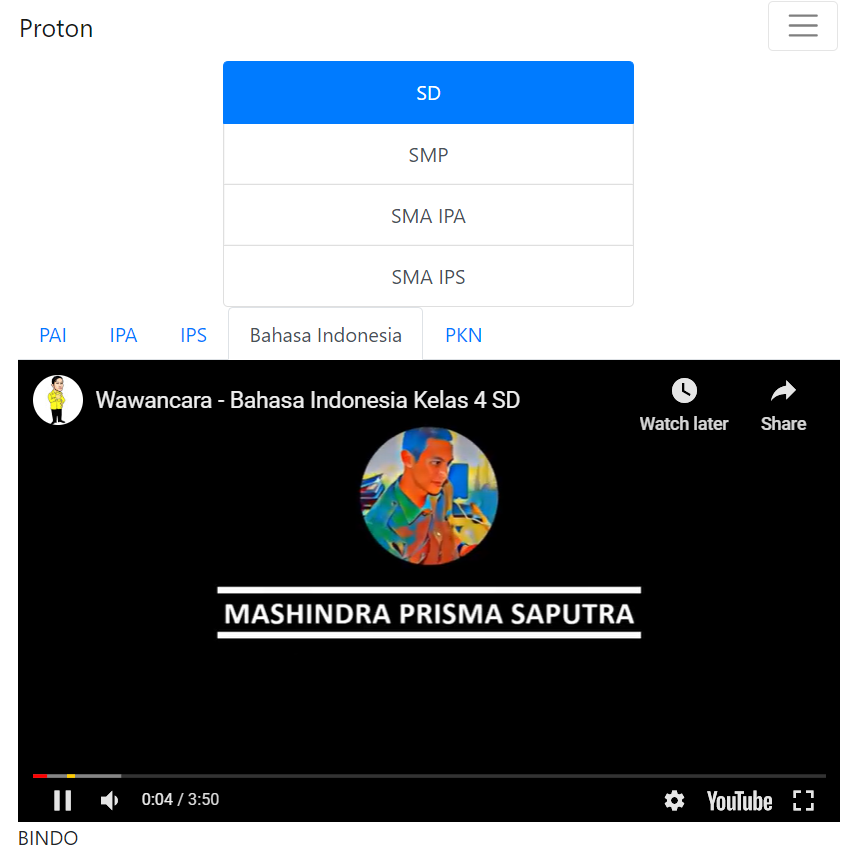 Proton
SD
SMP
SMA IPA
SMA IPS
PAI IPA IPS Bahasa Indonesia PKN
Wawancara - Bahasa Indonesia Kelas 4 SD
Watch later Share
MASHINDRA PRISMA SAPUTRA
0:04 / 3:50 YouTube
BINDO